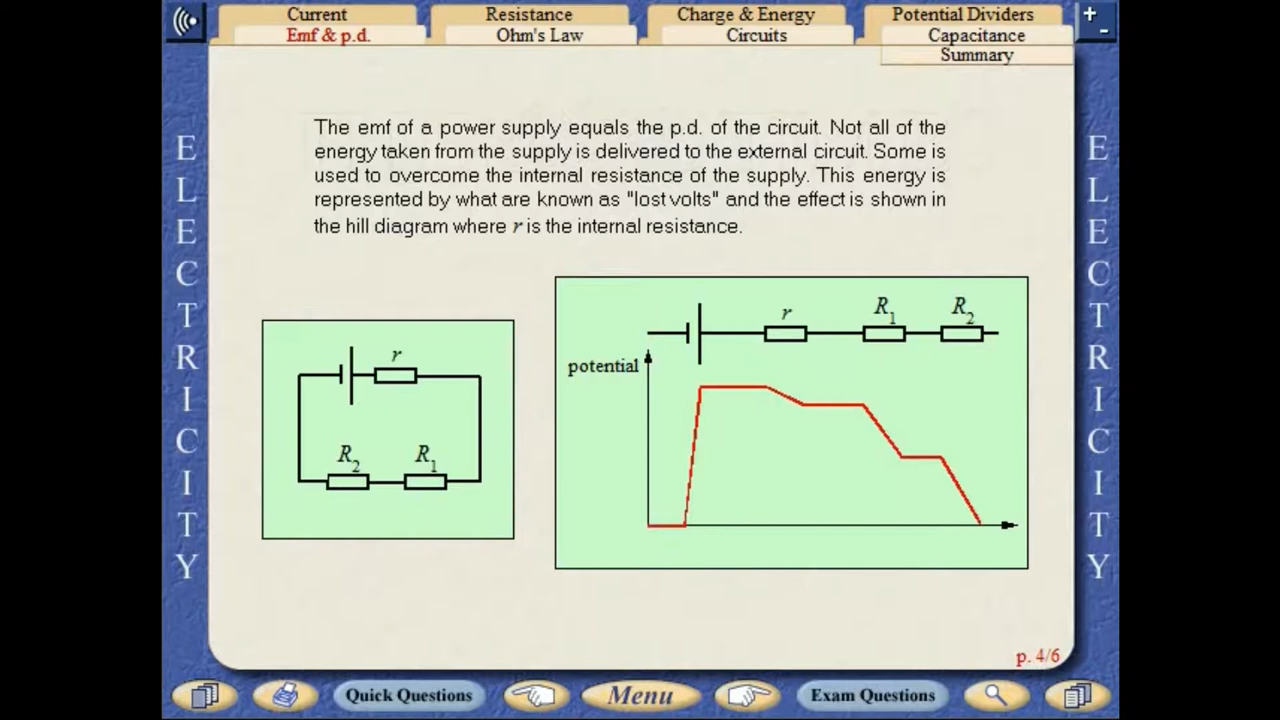 Current
Emf & p.d.
Resistance
Ohm's Law
Charge & Energy
Circuits
Potential Dividers
Capacitance
Summary
+
-
E
L
E
C
T
R
I
C
I
T
Y
The emf of a power supply equals the p.d. of the circuit. Not all of the
energy taken from the supply is delivered to the external circuit. Some is
used to overcome the internal resistance of the supply. This energy is
represented by what are known as "lost volts" and the effect is shown in
the hill diagram where r is the internal resistance.
r
R2
R1
r
R1
R2
potential
E
L
E
C
T
R
I
C
I
T
Y
p. 4/6
Quick Questions
Menu
Exam Questions